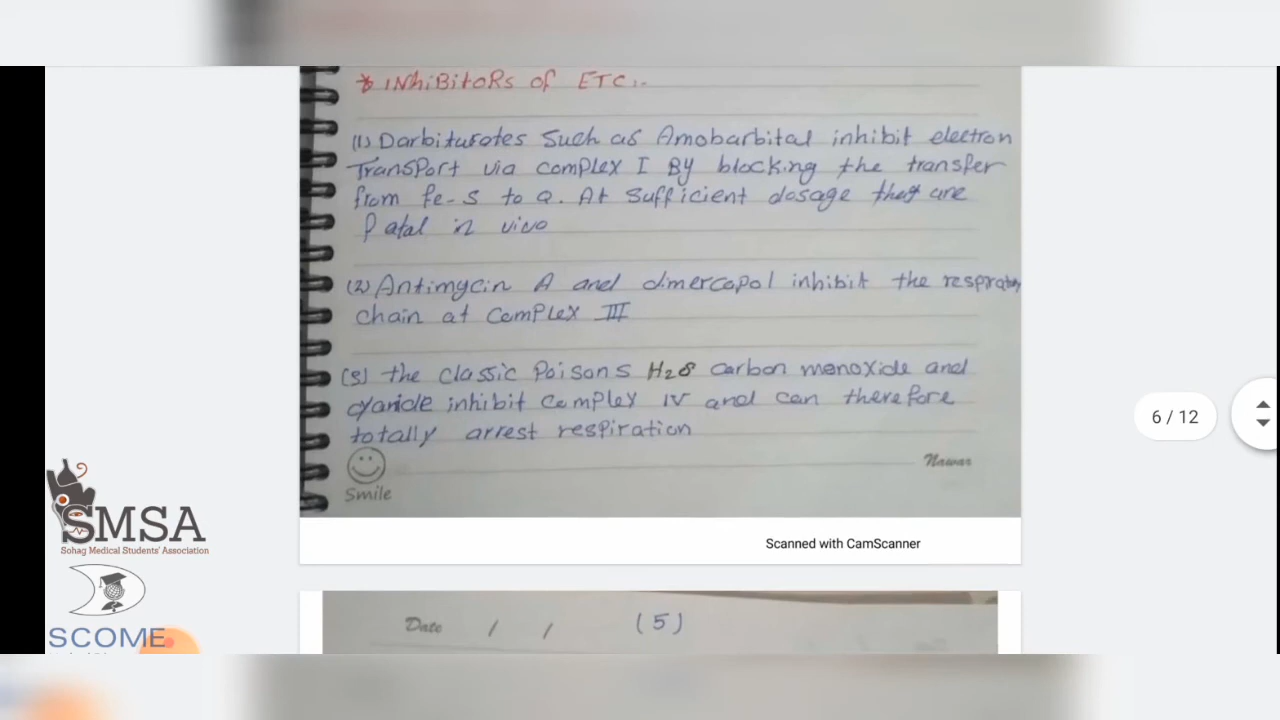 * INHiBitoRs of ETC:-
(1) Darbiturates Such as Amobarbital inhibit electron
Transport via complex I By blocking the transfer
from fe-S to Q. At Sufficient dosage they are
fatal in vivo
(2) Antimycin A and dimercapol inhibit the respiratory
chain at complex III
(3) the classic Poisons H2S carbon monoxide and
cyanide inhibit complex IV and can therefore
totally arrest respiration
Nawar
Smile
Scanned with CamScanner
Date / / (5)
6 / 12
SMSA
Sohag Medical Students' Association
SCOME